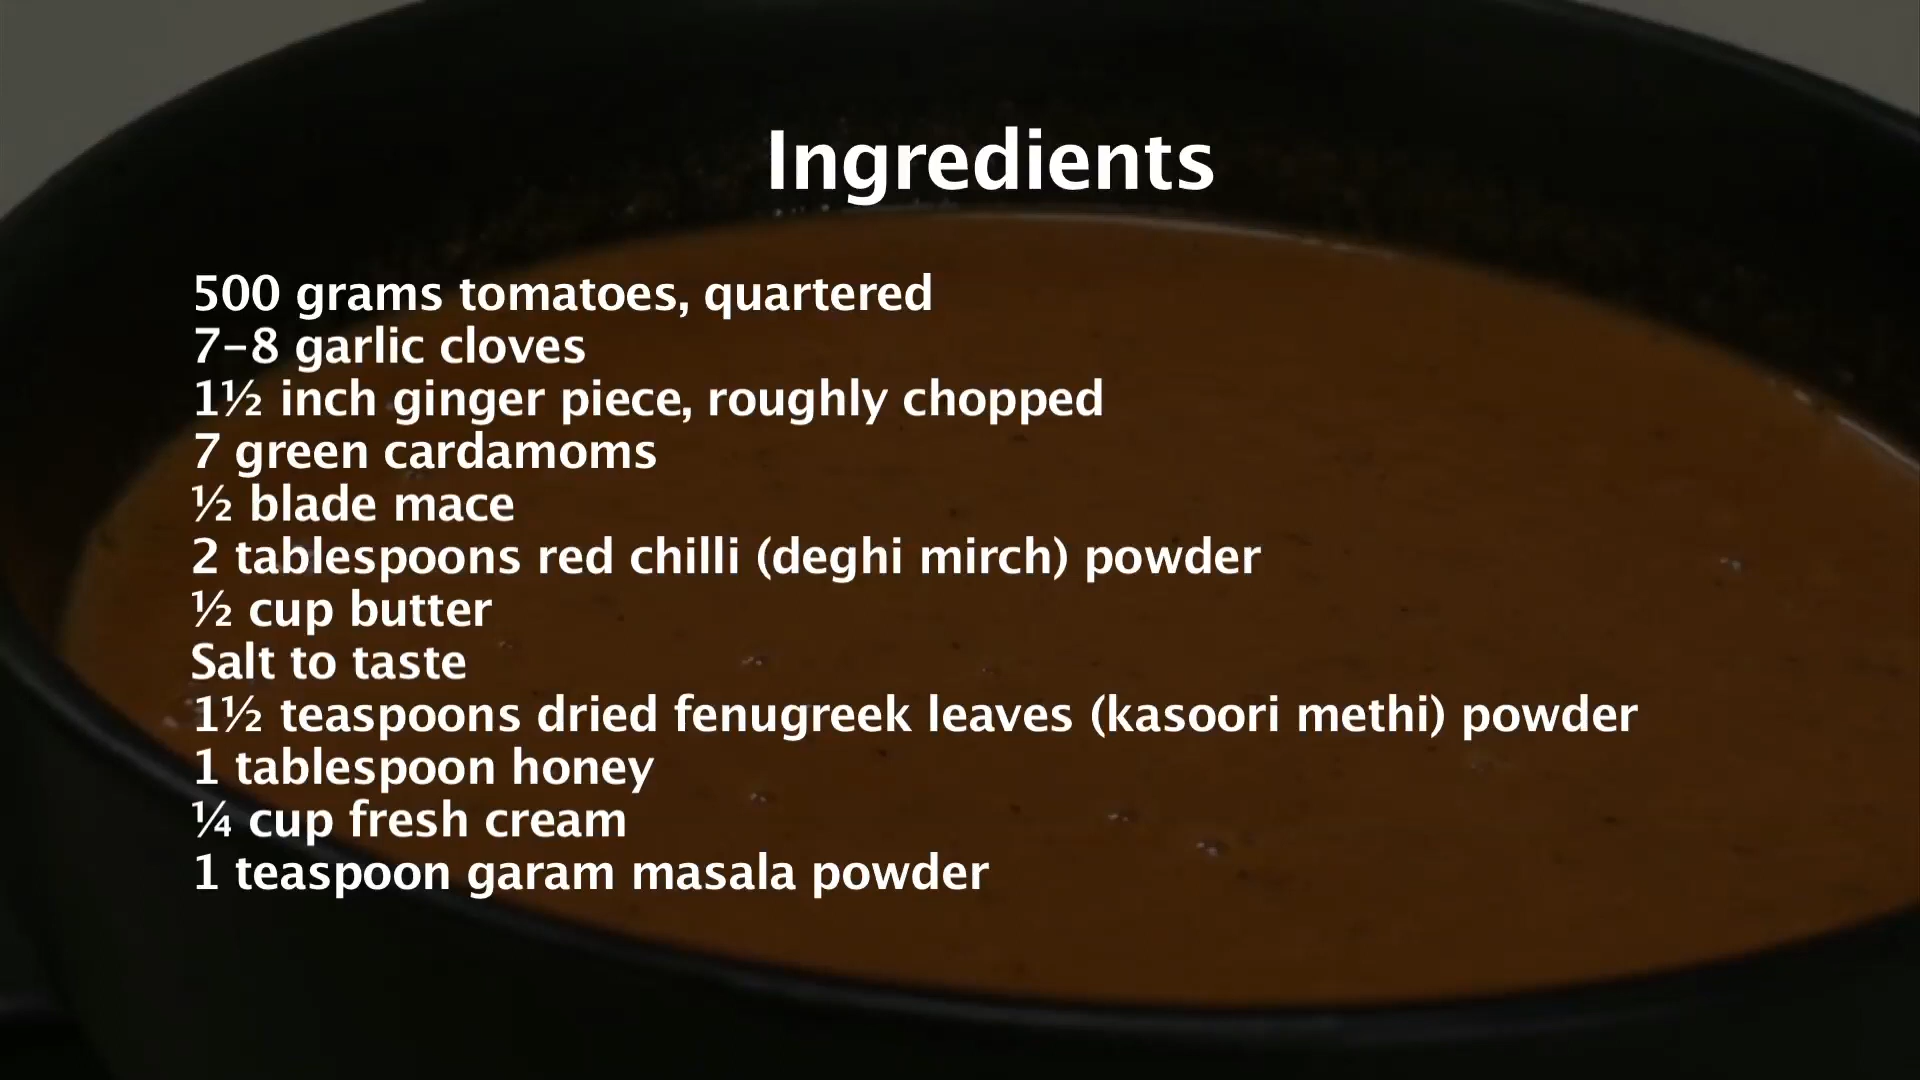 Ingredients
500 grams tomatoes, quartered
7–8 garlic cloves
1½ inch ginger piece, roughly chopped
7 green cardamoms
½ blade mace
2 tablespoons red chilli (deghi mirch) powder
½ cup butter
Salt to taste
1½ teaspoons dried fenugreek leaves (kasoori methi) powder
1 tablespoon honey
¼ cup fresh cream
1 teaspoon garam masala powder